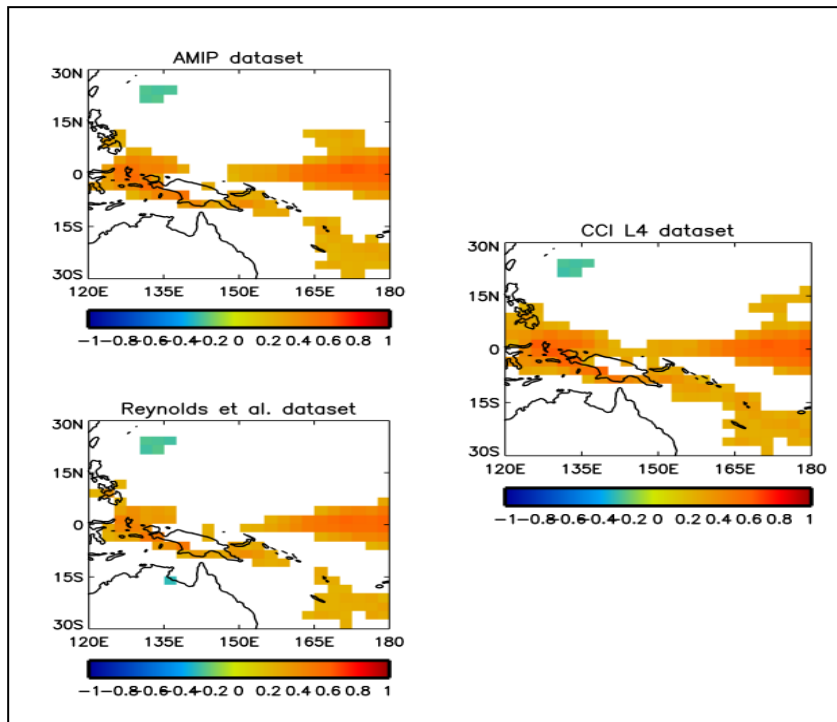 AMIP dataset
30N
15N
0
15S
30S
120E 135E 150E 165E 180
-1-0.8-0.6-0.4-0.2 0 0.2 0.4 0.6 0.8 1
CCI L4 dataset
30N
15N
0
15S
30S
120E 135E 150E 165E 180
-1-0.8-0.6-0.4-0.2 0 0.2 0.4 0.6 0.8 1
Reynolds et al. dataset
30N
15N
0
15S
30S
120E 135E 150E 165E 180
-1-0.8-0.6-0.4-0.2 0 0.2 0.4 0.6 0.8 1